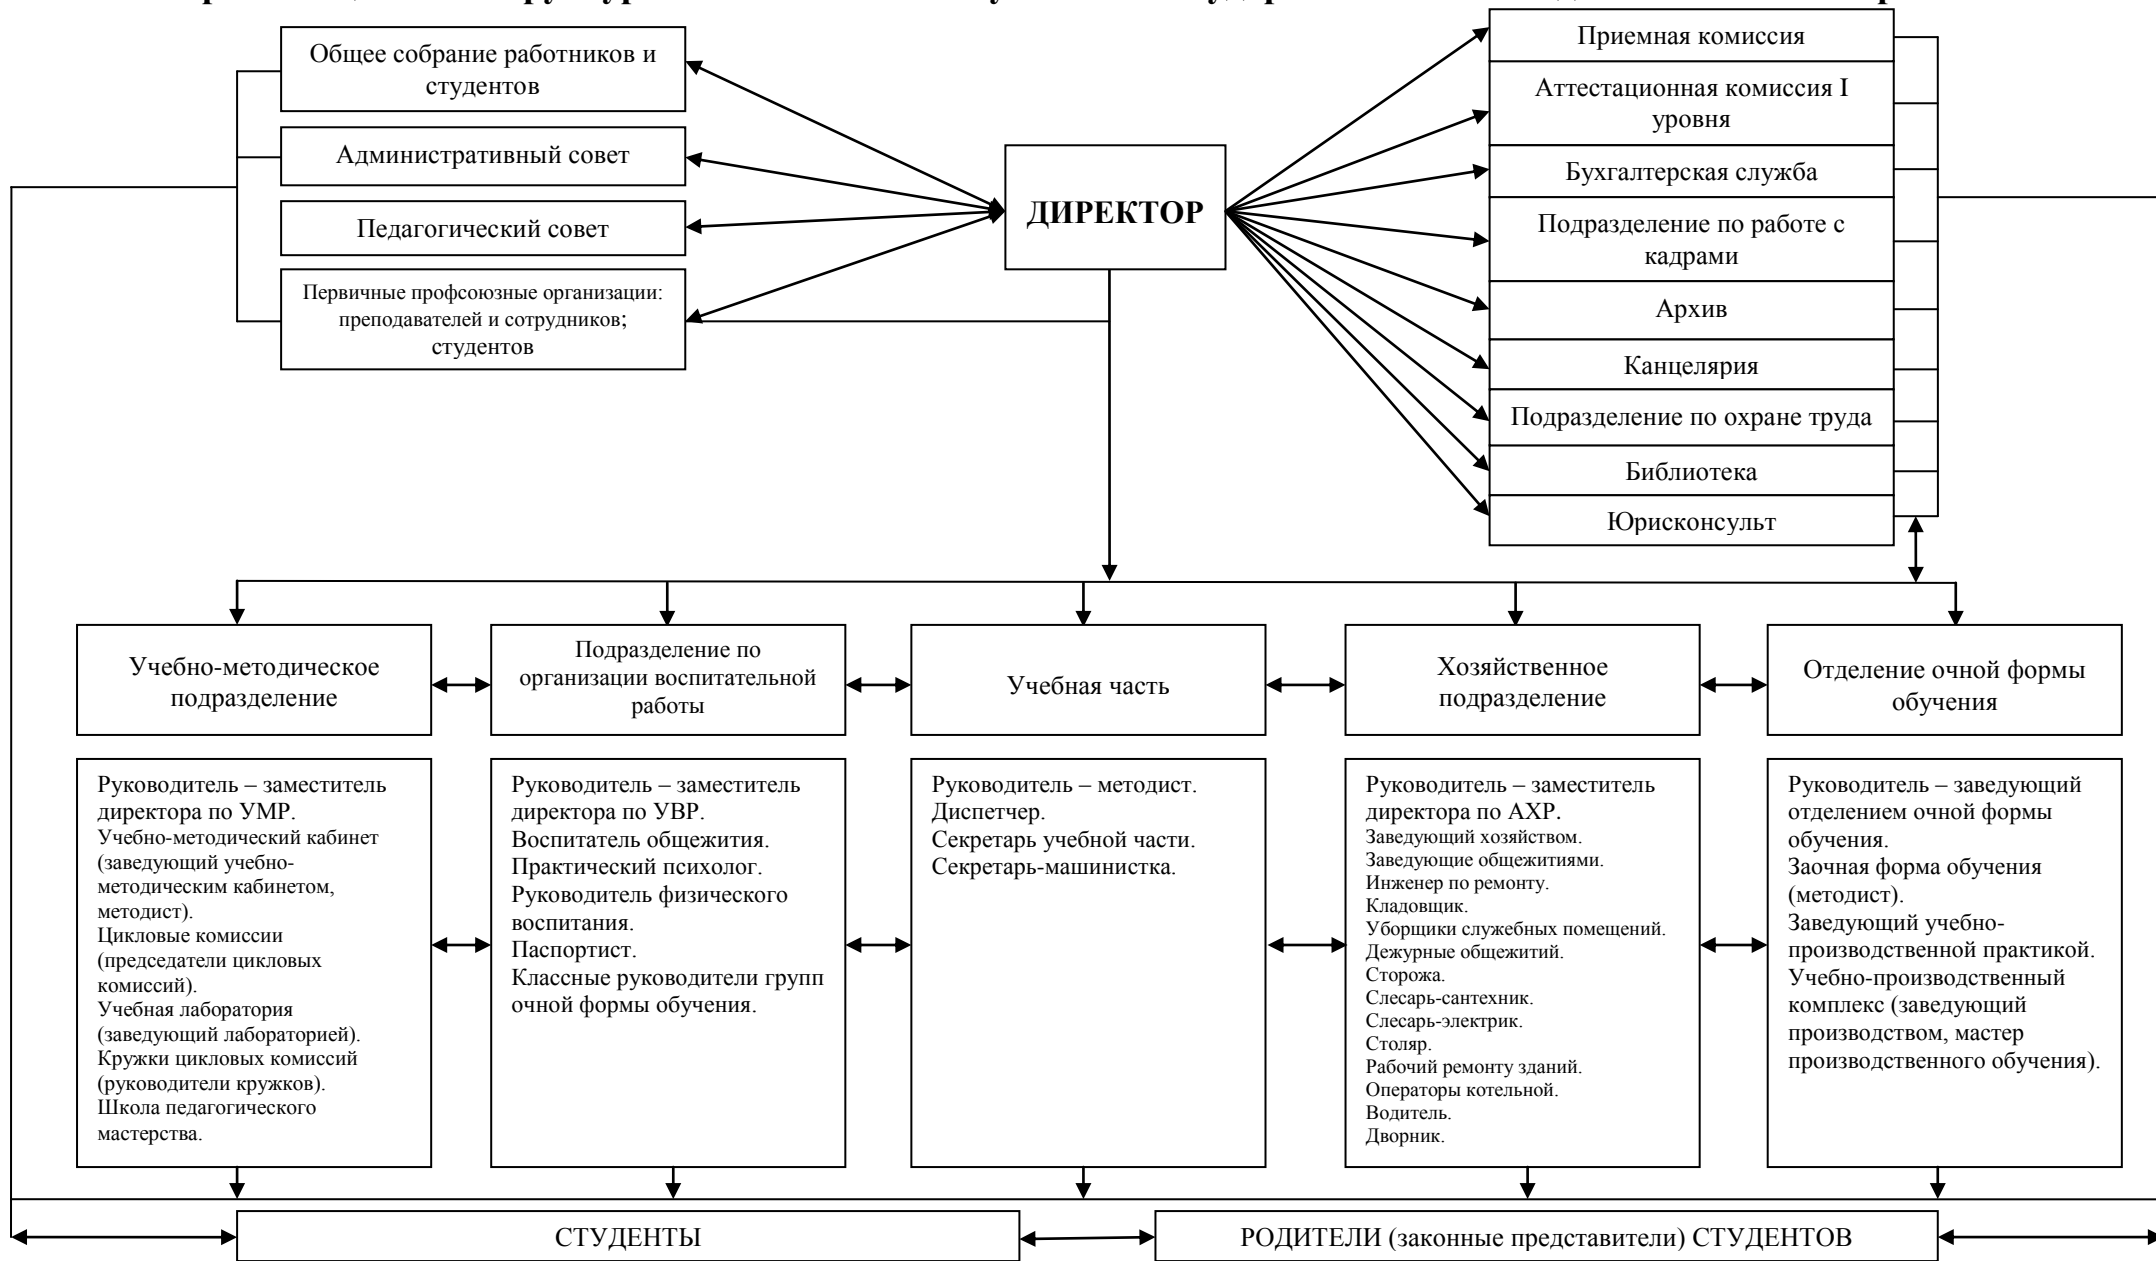 Общее собрание работников и
студентов
Административный совет
Педагогический совет
Первичные профсоюзные организации:
преподавателей и сотрудников;
студентов
ДИРЕКТОР
Приемная комиссия
Аттестационная комиссия I
уровня
Бухгалтерская служба
Подразделение по работе с
кадрами
Архив
Канцелярия
Подразделение по охране труда
Библиотека
Юрисконсульт
Учебно-методическое
подразделение
Подразделение по
организации воспитательной
работы
Учебная часть
Хозяйственное
подразделение
Отделение очной формы
обучения
Руководитель – заместитель
директора по УМР.
Учебно-методический кабинет
(заведующий учебно-
методическим кабинетом,
методист).
Цикловые комиссии
(председатели цикловых
комиссий).
Учебная лаборатория
(заведующий лабораторией).
Кружки цикловых комиссий
(руководители кружков).
Школа педагогического
мастерства.
Руководитель – заместитель
директора по УВР.
Воспитатель общежития.
Практический психолог.
Руководитель физического
воспитания.
Паспортист.
Классные руководители групп
очной формы обучения.
Руководитель – методист.
Диспетчер.
Секретарь учебной части.
Секретарь-машинистка.
Руководитель – заместитель
директора по АХР.
Заведующий хозяйством.
Заведующие общежитиями.
Инженер по ремонту.
Кладовщик.
Уборщики служебных помещений.
Дежурные общежитий.
Сторожа.
Слесарь-сантехник.
Слесарь-электрик.
Столяр.
Рабочий ремонту зданий.
Операторы котельной.
Водитель.
Дворник.
Руководитель – заведующий
отделением очной формы
обучения.
Заочная форма обучения
(методист).
Заведующий учебно-
производственной практикой.
Учебно-производственный
комплекс (заведующий
производством, мастер
производственного обучения).
СТУДЕНТЫ
РОДИТЕЛИ (законные представители) СТУДЕНТОВ